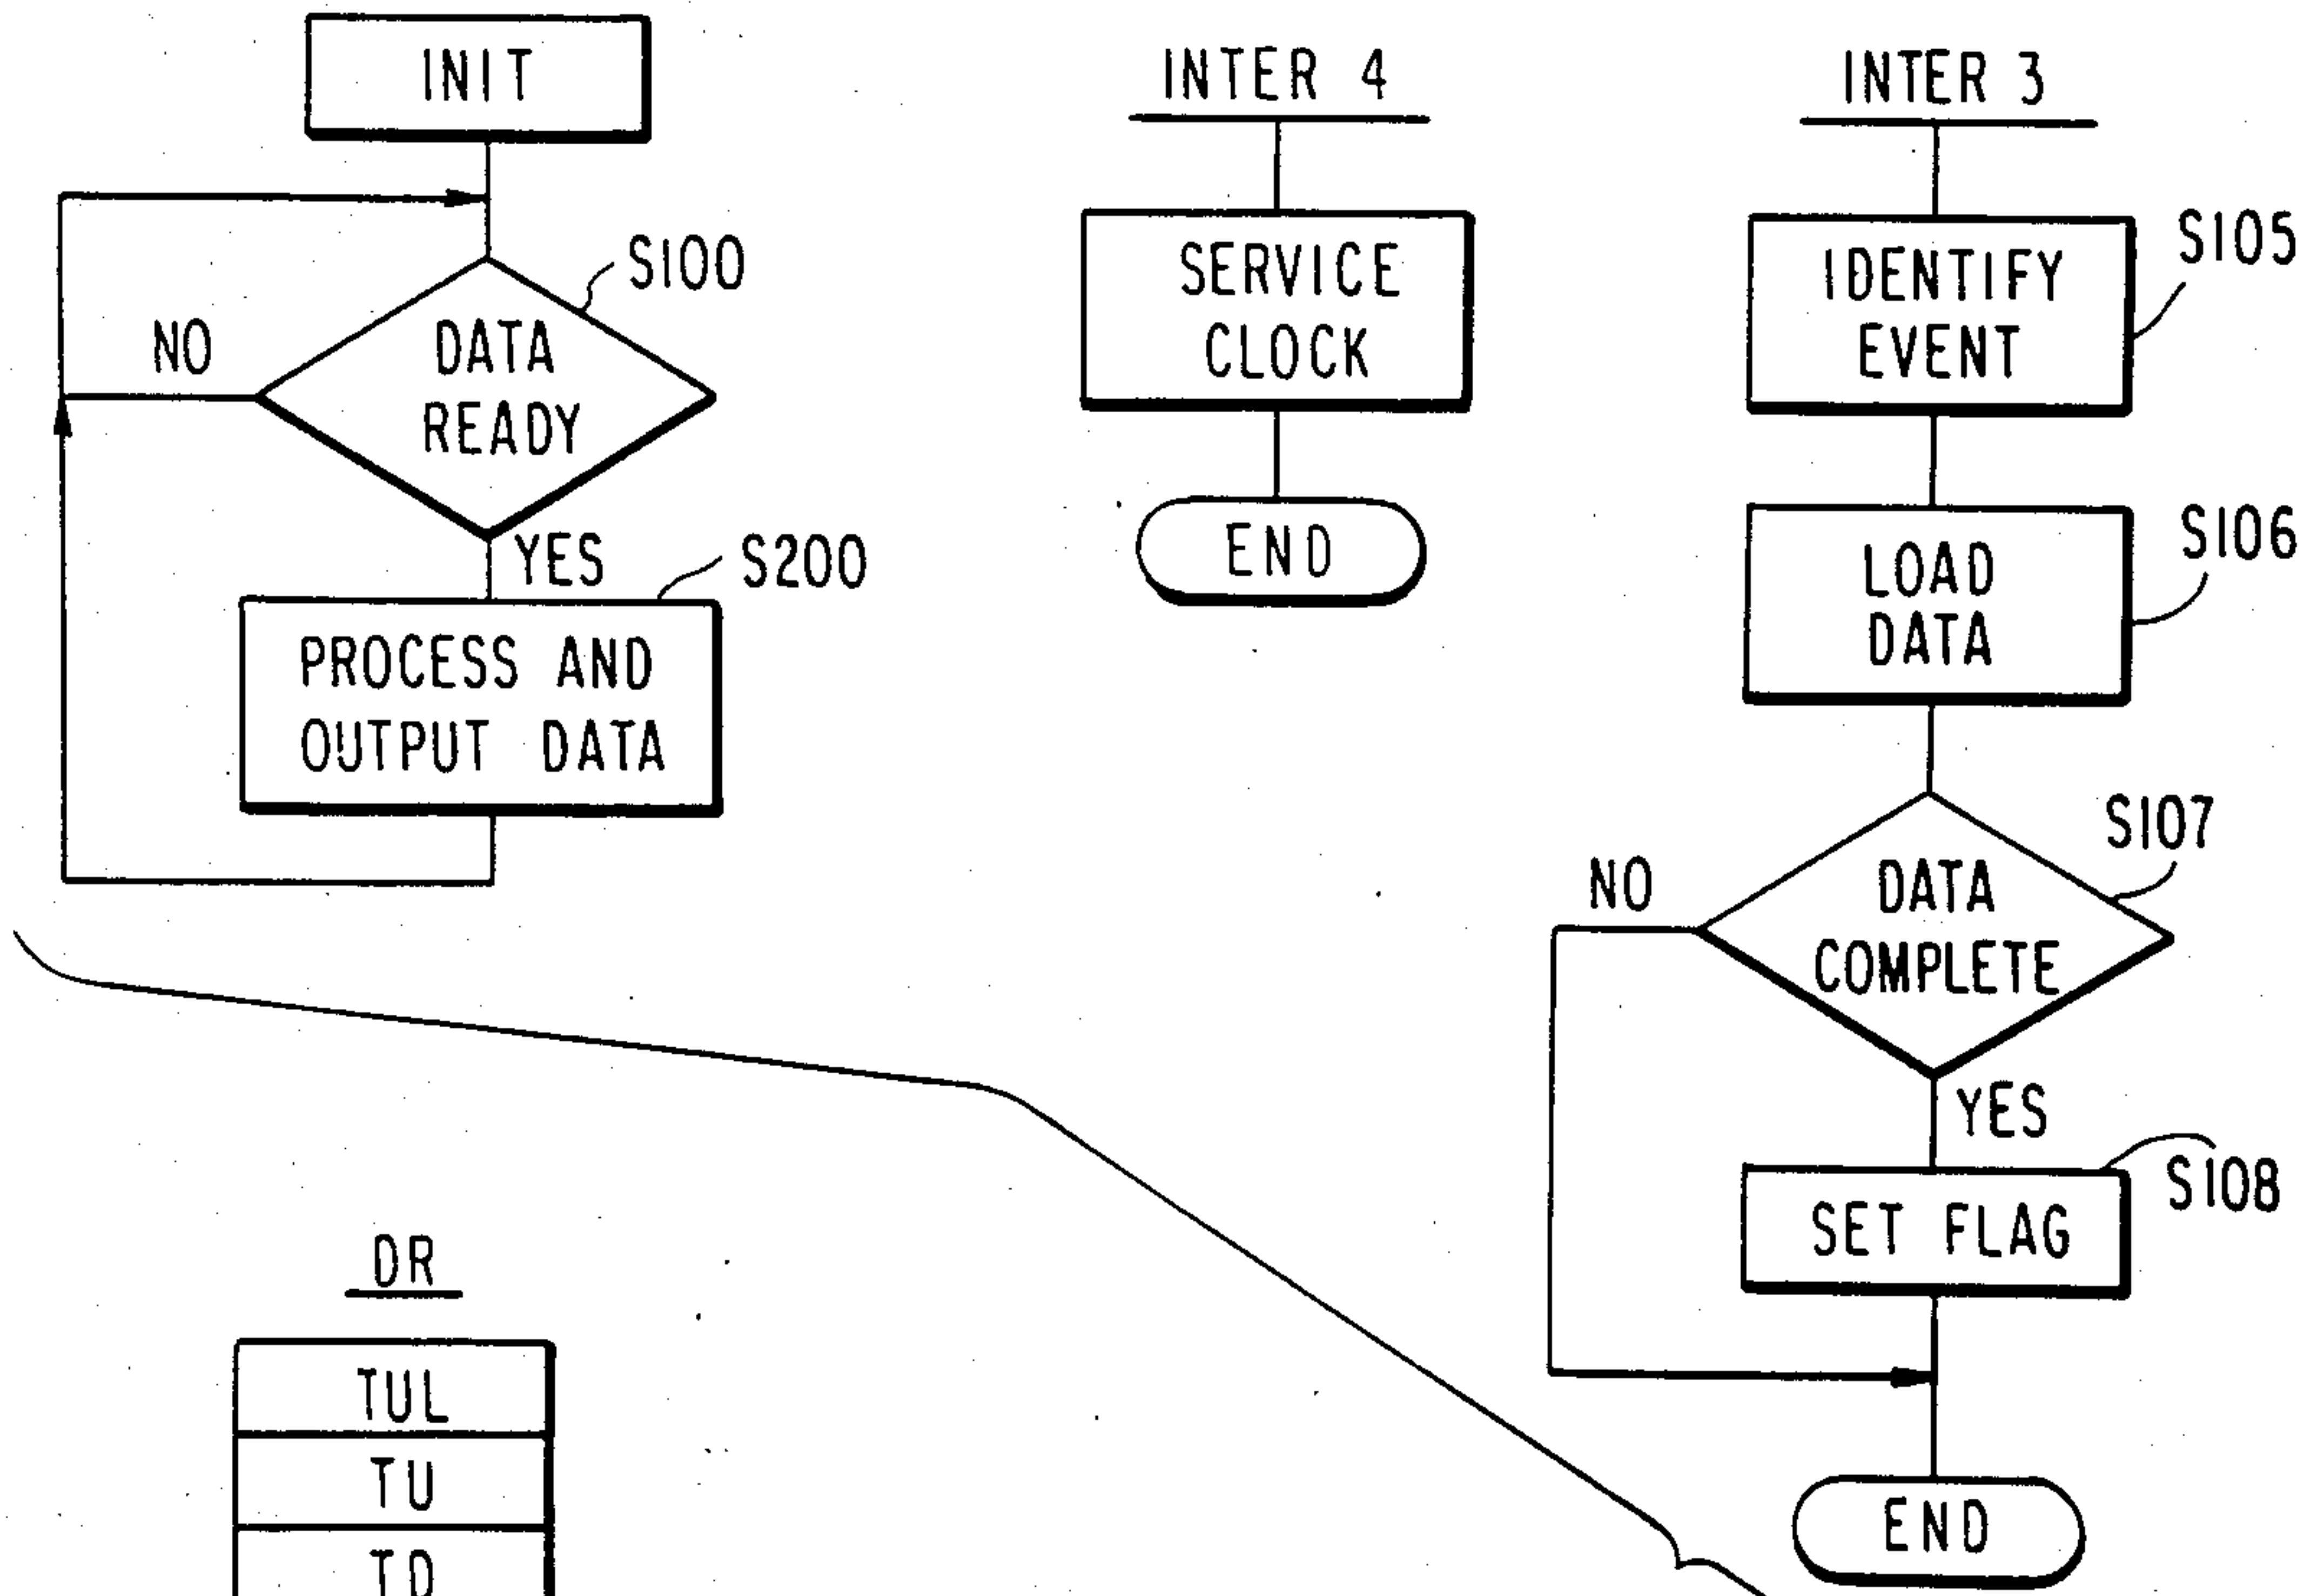 INIT
S100
NO
DATA
READY
YES
S200
PROCESS AND
OUTPUT DATA
INTER 4
SERVICE
CLOCK
END
INTER 3
S105
IDENTIFY
EVENT
S106
LOAD
DATA
S107
NO
DATA
COMPLETE
YES
S108
SET FLAG
END
DR
TUL
TU
TD